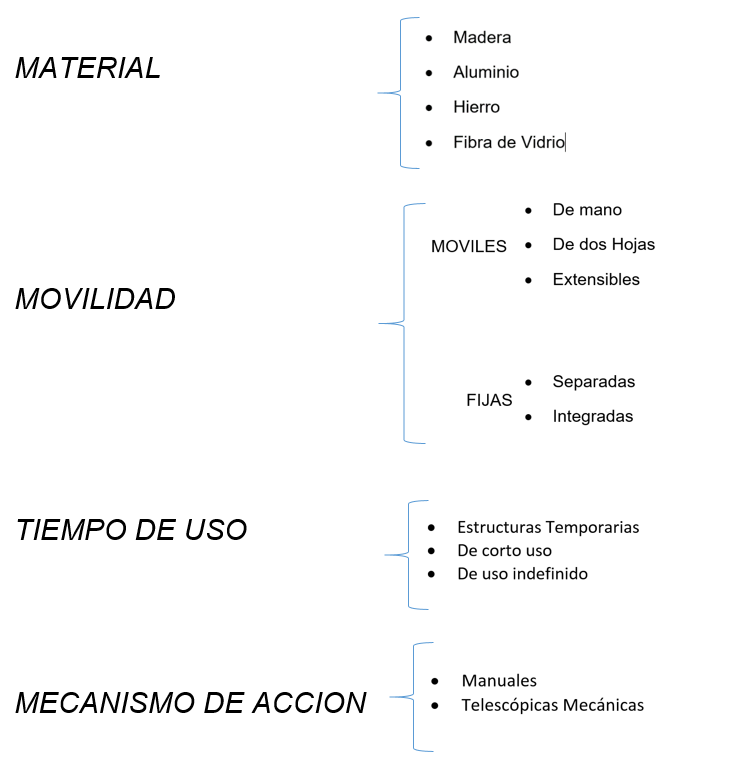 MATERIAL
• Madera
• Aluminio
• Hierro
• Fibra de Vidrio
MOVILIDAD
MOVILES
• De mano
• De dos Hojas
• Extensibles
FIJAS
• Separadas
• Integradas
TIEMPO DE USO
• Estructuras Temporarias
• De corto uso
• De uso indefinido
MECANISMO DE ACCION
• Manuales
• Telescópicas Mecánicas